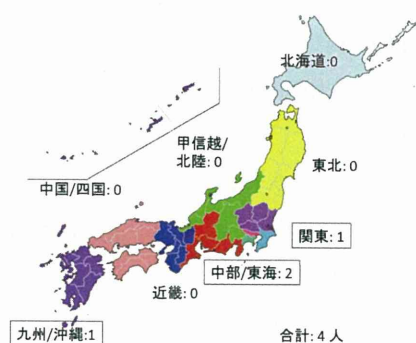 北海道:0
甲信越/
北陸: 0
東北: 0
中国/四国: 0
関東: 1
中部/東海: 2
近畿: 0
九州/沖縄:1
合計: 4 人